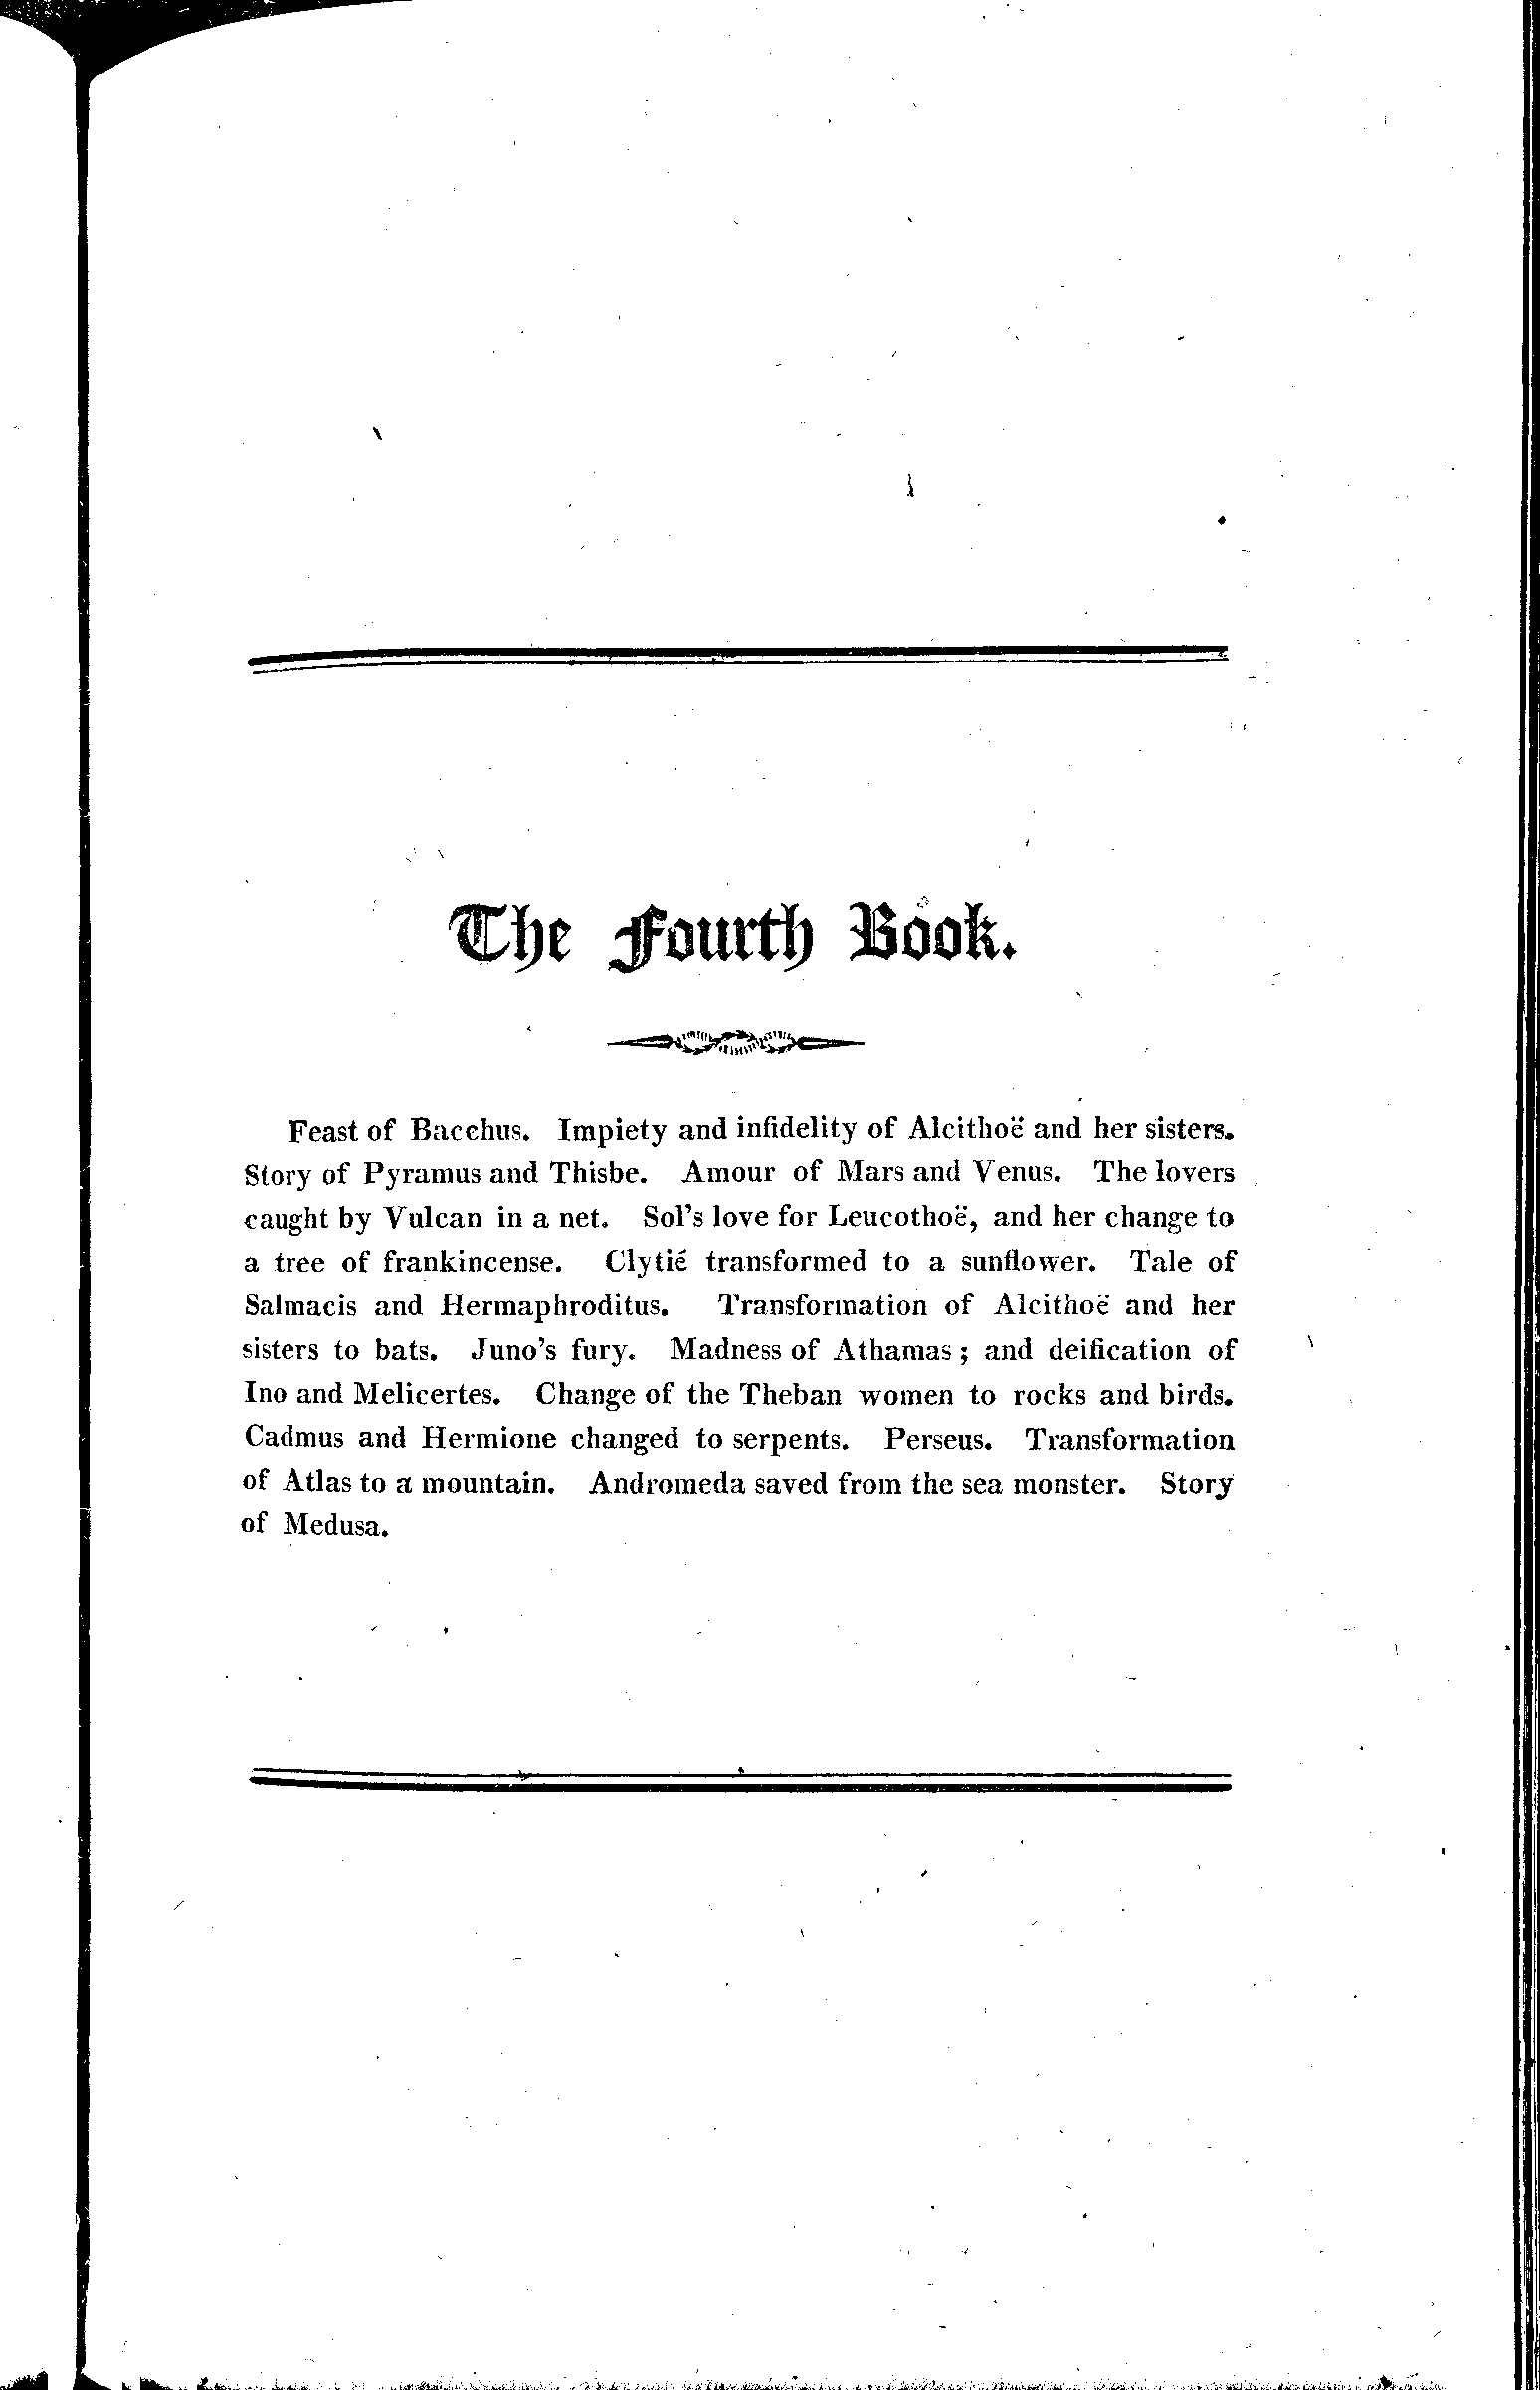 The Fourth Book.
Feast of Bacchus. Impiety and infidelity of Alcithoë and her sisters.
Story of Pyramus and Thisbe. Amour of Mars and Venus. The lovers
caught by Vulcan in a net. Sol's love for Leucothoë, and her change to
a tree of frankincense. Clytié transformed to a sunflower. Tale of
Salmacis and Hermaphroditus. Transformation of Alcithoë and her
sisters to bats. Juno's fury. Madness of Athamas; and deification of
Ino and Melicertes. Change of the Theban women to rocks and birds.
Cadmus and Hermione changed to serpents. Perseus. Transformation
of Atlas to a mountain. Andromeda saved from the sea monster. Story
of Medusa.